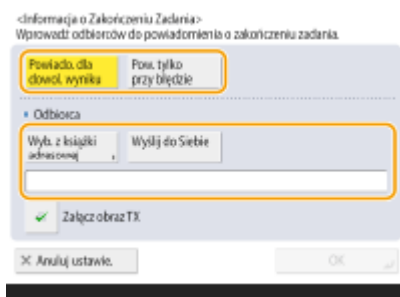 <Informacja o Zakończeniu Zadania>
Wprowadź odbiorców do powiadomienia o zakończeniu zadania.
Powiado. dla
dowol. wyniku
Pow. tylko
przy błędzie
Odbiorca
Wyb. z książki
adresowej
Wyślij do Siebie
Załącz obraz TX
Anuluj ustawie.
OK